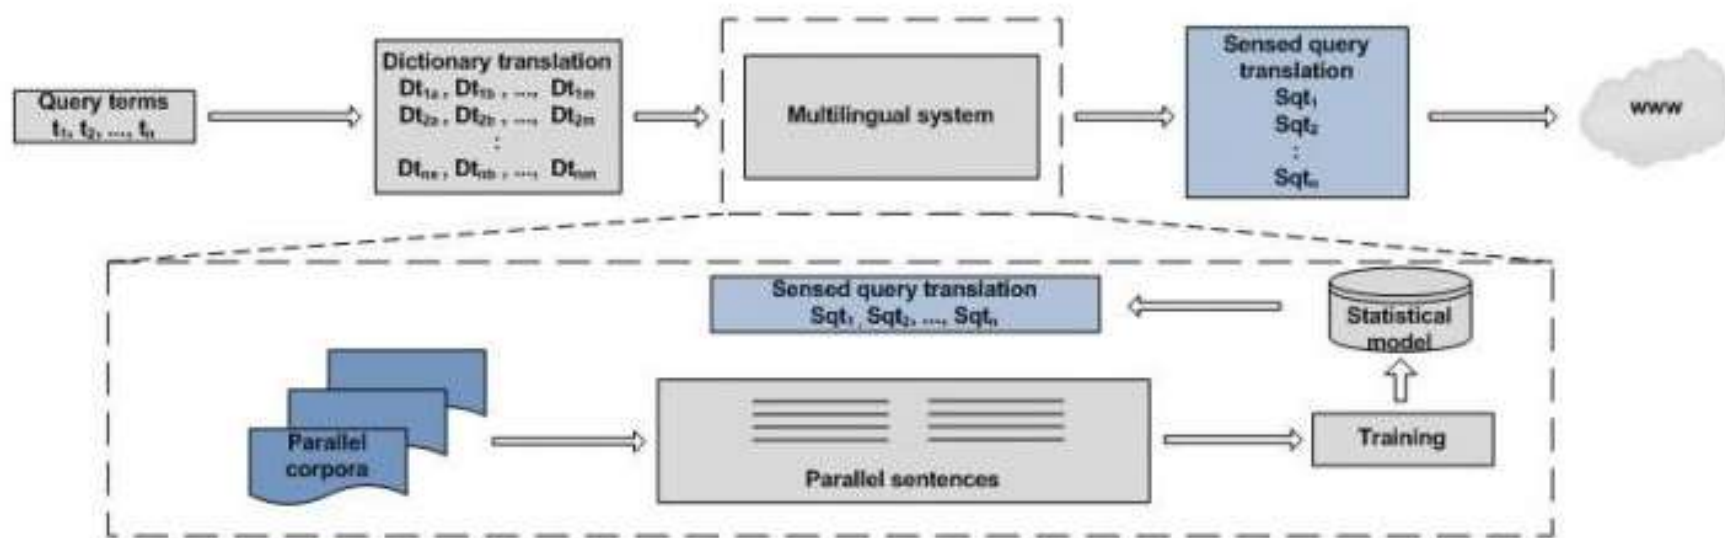 Query terms
t₁, t₂, ..., tₙ
Dictionary translation
Dt₁ₐ , Dt₁b , ..., Dt₁ₘ
Dt₂ₐ , Dt₂b , ..., Dt₂ₘ
:
Dtₙₐ , Dtₙb , ..., Dtₙₘ
Multilingual system
Sensed query
translation
Sqt₁
Sqt₂
:
Sqtₙ
www
Sensed query translation
Sqt₁ , Sqt₂, ..., Sqtₙ
Statistical
model
Parallel
corpora
Parallel sentences
Training